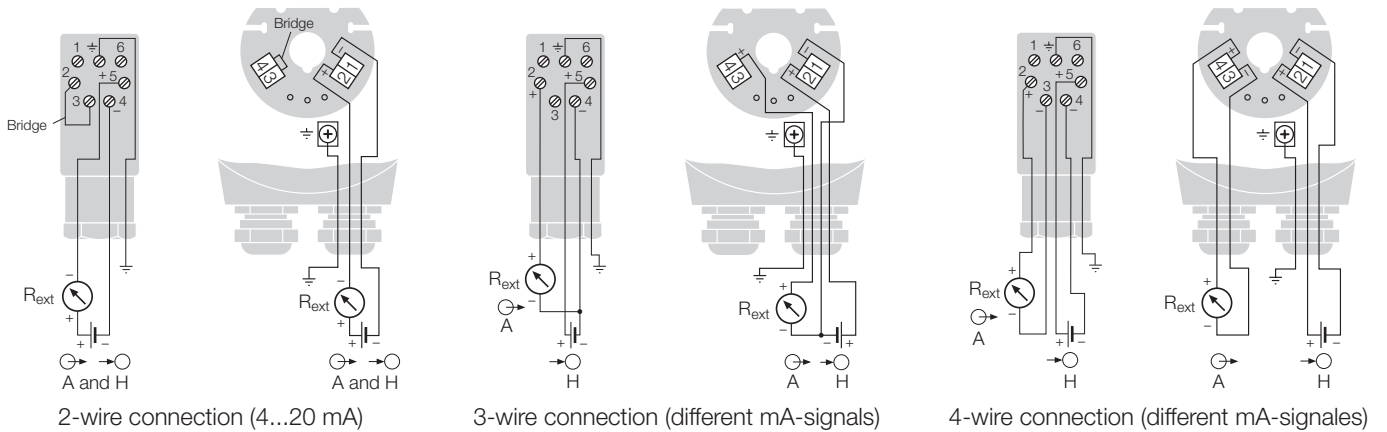 1 ⏚ 6
2 + 5
3 4
−
Bridge
Rext
−
+
+ −
A and H
Bridge
4 3
+ −
2 1
⏚
−
Rext
+
+ −
A and H
2-wire connection (4...20 mA)
1 ⏚ 6
2 + 5
+
3 4
−
+
Rext
−
A
+ −
H
+
4 3
+ −
2 1
⏚
+
Rext
−
− +
A H
3-wire connection (different mA-signals)
1 ⏚ 6
2 + 5
+
3 4
− −
+
Rext
−
A
+ −
H
+ −
4 3
+ −
2 1
⏚
+
Rext
−
+ −
A H
4-wire connection (different mA-signales)